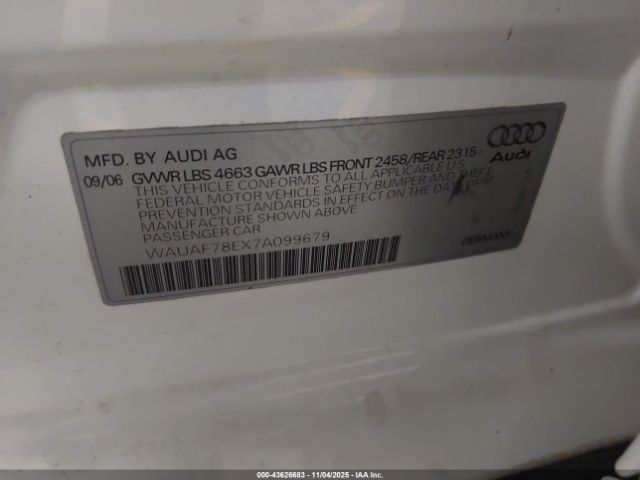 MFD. BY AUDI AG
09/06 GVWR LBS 4663 GAWR LBS FRONT 2458/REAR 2315
THIS VEHICLE CONFORMS TO ALL APPLICABLE U.S.
FEDERAL MOTOR VEHICLE SAFETY, BUMPER AND THEFT
PREVENTION STANDARDS IN EFFECT ON THE DATE OF
MANUFACTURE SHOWN ABOVE
PASSENGER CAR
WAUAF78EX7A099679
Audi
GERMANY
00-43626683 - 11/04/2025 - IAA Inc.